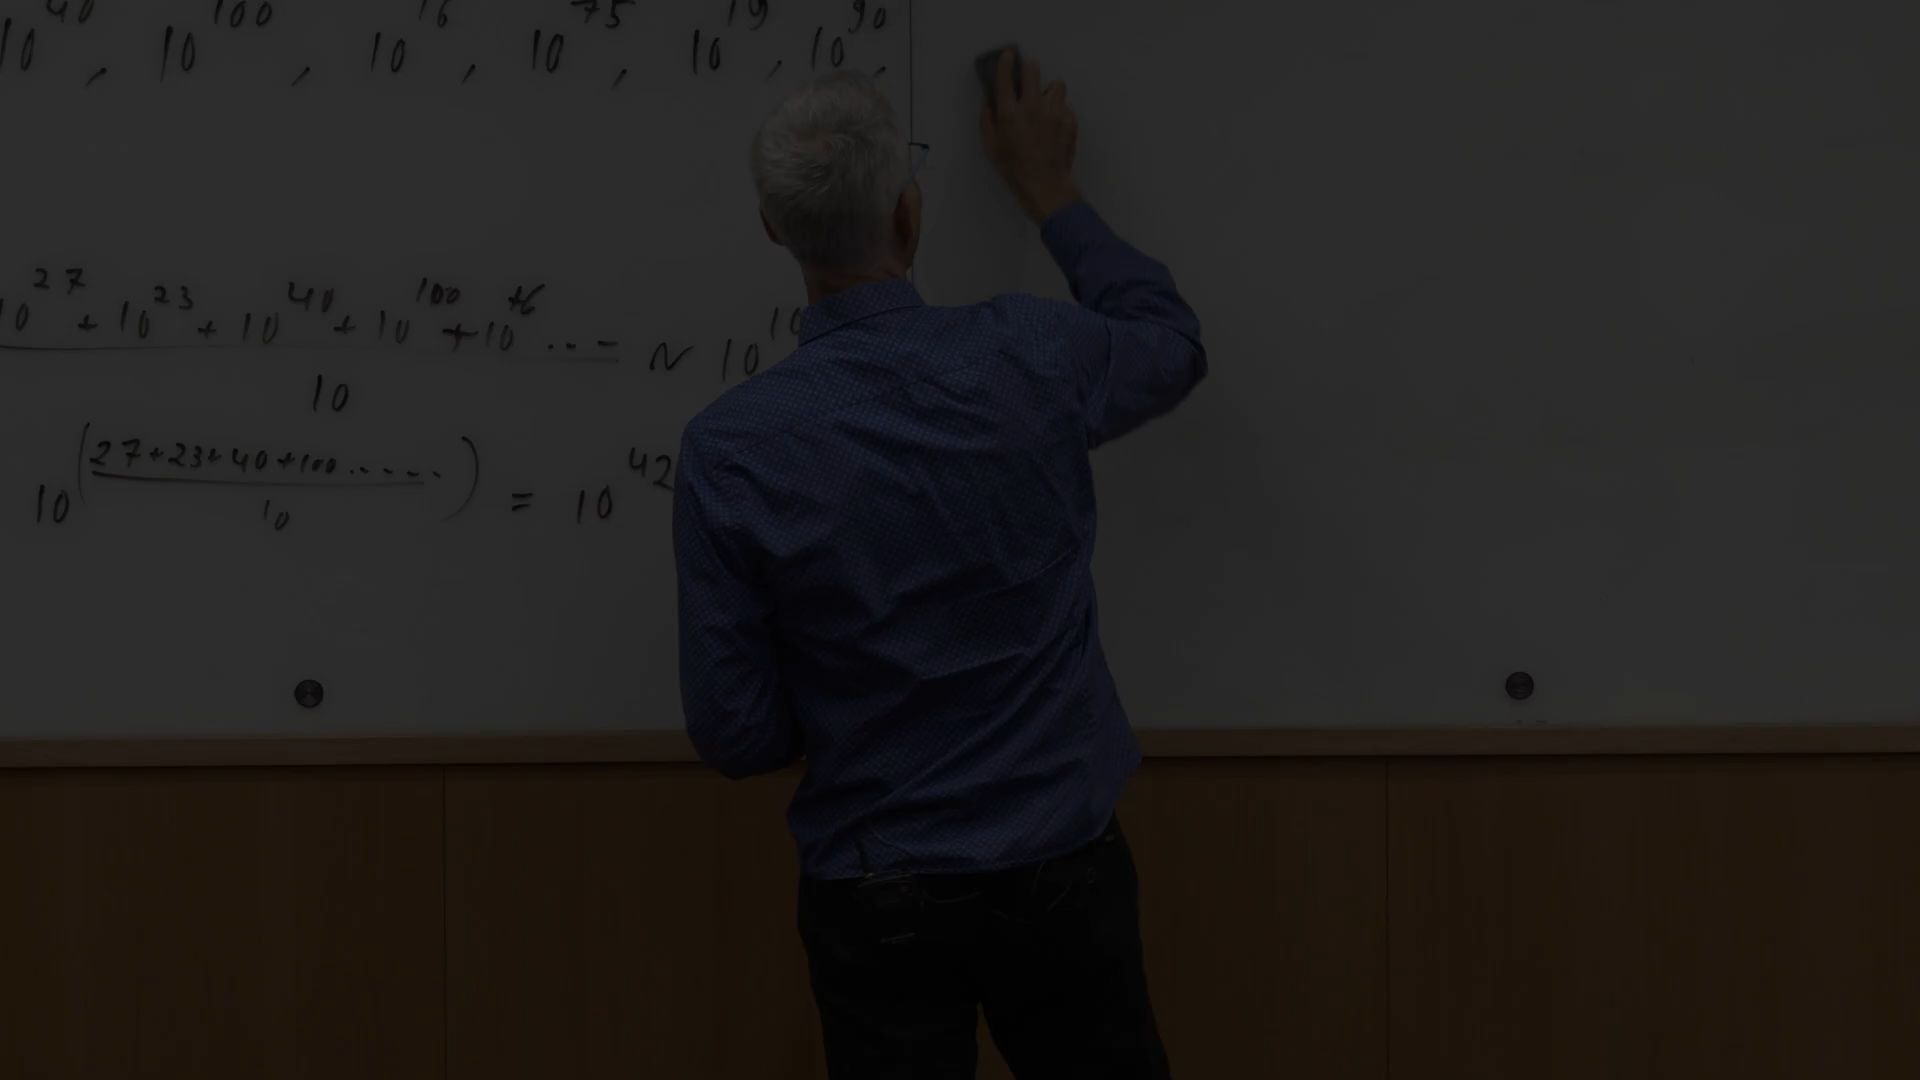 10^40, 10^100, 10^16, 10^75, 10^19, 10^90,
10^27 + 10^23 + 10^40 + 10^100 + 10^16 ... ~ 10^10
10
10^(27+23+40+100......) = 10^42
10